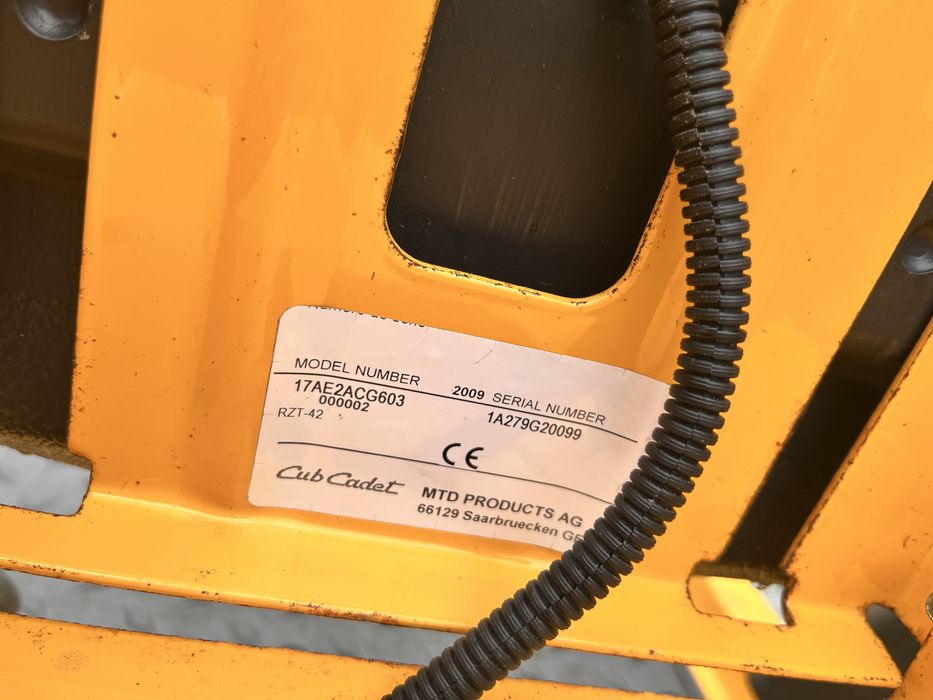 MODEL NUMBER 2009 SERIAL NUMBER
17AE2ACG603 1A279G20099
000002
RZT-42
CE
Cub Cadet MTD PRODUCTS AG
66129 Saarbruecken